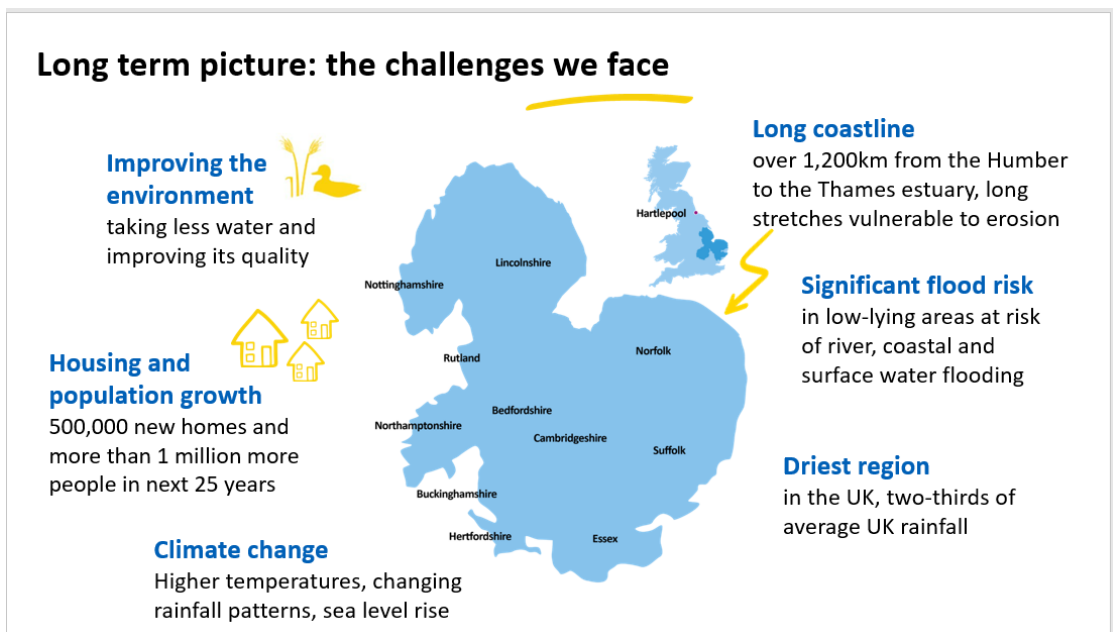 Long term picture: the challenges we face
Improving the
environment
taking less water and
improving its quality
Housing and
population growth
500,000 new homes and
more than 1 million more
people in next 25 years
Climate change
Higher temperatures, changing
rainfall patterns, sea level rise
Lincolnshire
Nottinghamshire
Rutland
Norfolk
Bedfordshire
Northamptonshire
Cambridgeshire
Suffolk
Buckinghamshire
Hertfordshire
Essex
Hartlepool
Long coastline
over 1,200km from the Humber
to the Thames estuary, long
stretches vulnerable to erosion
Significant flood risk
in low-lying areas at risk
of river, coastal and
surface water flooding
Driest region
in the UK, two-thirds of
average UK rainfall